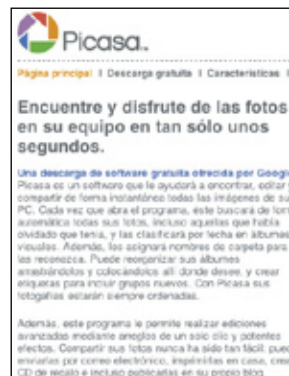 Picasa™
Página principal | Descarga gratuita | Características |
Encuentre y disfrute de las fotos
en su equipo en tan sólo unos
segundos.
Una descarga de software gratuita ofrecida por Google
Picasa es un software que le ayudará a encontrar, editar y
compartir de forma instantánea todas las imágenes de su
PC. Cada vez que abra el programa, éste buscará de form
automática todas sus fotos, incluso aquellas que había
olvidado que tenía, y las clasificará por fecha en álbumes
visuales. Además, les asignará nombres de carpeta para
las reconozca. Puede reorganizar sus álbumes
arrastrándolos y colocándolos allí donde desee, y crear
etiquetas para incluir grupos nuevos. Con Picasa sus
fotografías estarán siempre ordenadas.
Además, este programa le permite realizar ediciones
avanzadas mediante arreglos de un solo clic y potentes
efectos. Compartir sus fotos nunca ha sido tan fácil: pued
enviarlas por correo electrónico, imprimirlas en casa, crea
CD de regalo e incluso publicarlas en su propio blog